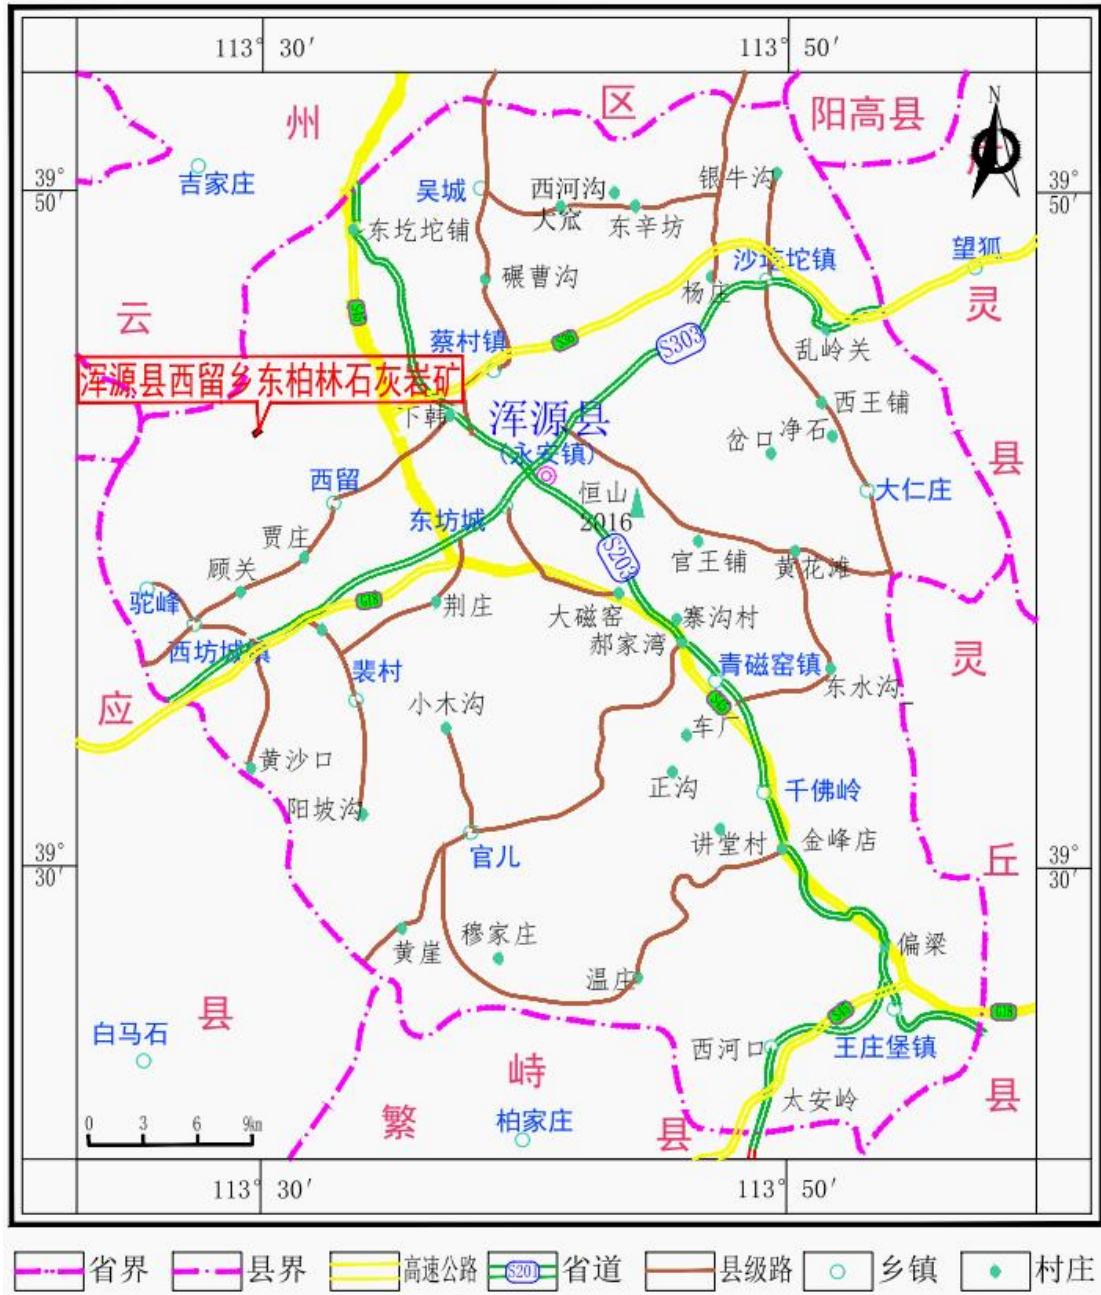 113° 30′
113° 50′
州
区
阳高县
N
广
39°
50′
吉家庄
吴城
西河沟
银牛沟
39°
50′
大洼
东辛坊
东圪坨铺
望狐
碾曹沟
沙圪坨镇
杨庄
云
灵
S45
蔡村镇
S36
S303
乱岭关
浑源县西留乡东柏林石灰岩矿
下韩
浑源县
西王铺
净石
岔口
(永安镇)
县
西留
恒山
2016
大仁庄
东坊城
贾庄
S203
官王铺
黄花滩
顾关
驼峰
G18
荆庄
大磁窑
寨沟村
西坊城镇
郝家湾
灵
裴村
青磁窑镇
东水沟
应
小木沟
S45
车厂
黄沙口
正沟
阳坡沟
千佛岭
讲堂村
金峰店
39°
30′
官儿
丘
39°
30′
黄崖
穆家庄
偏梁
温庄
县
S45
G18
白马石
西河口
王庄堡镇
峙
太安岭
县
0 3 6 9km
繁
柏家庄
县
113° 30′
113° 50′
省界
县界
高速公路
S201
省道
县级路
乡镇
村庄